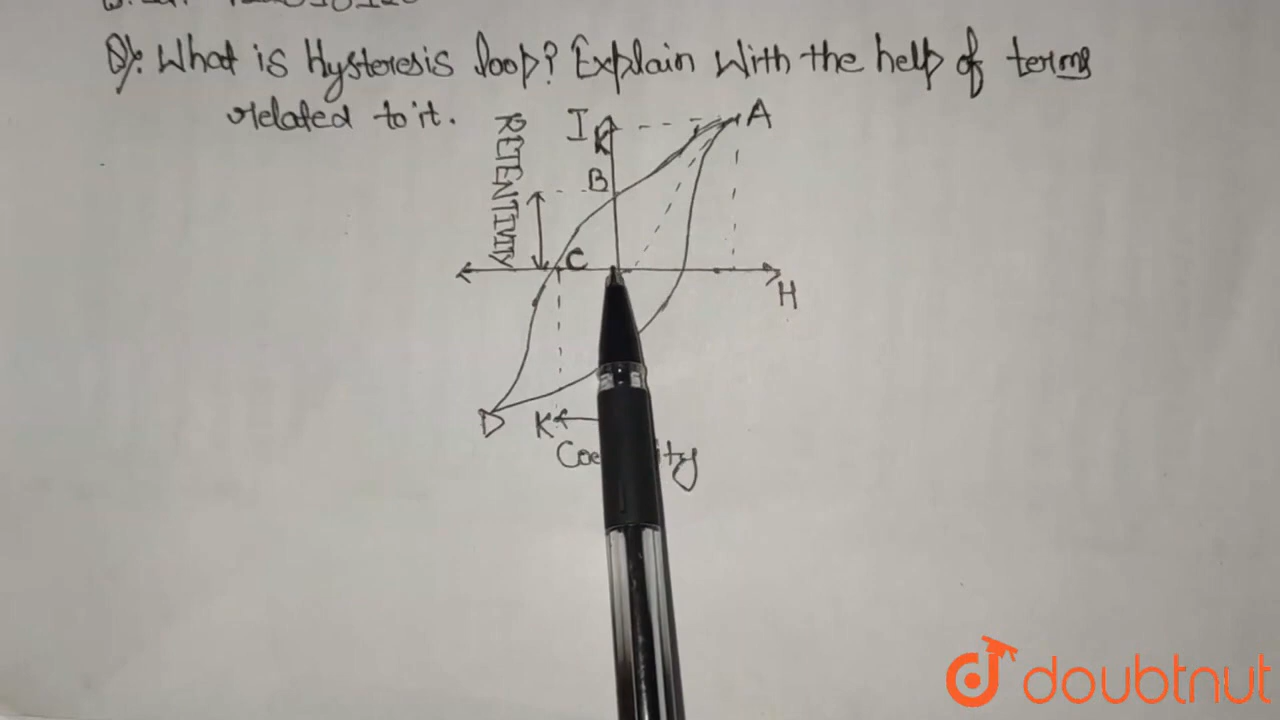 Q). What is Hysteresis loop? Explain With the help of terms
related to it.
RETENTIVITY
I
A
B
C
H
D
K
doubtnut